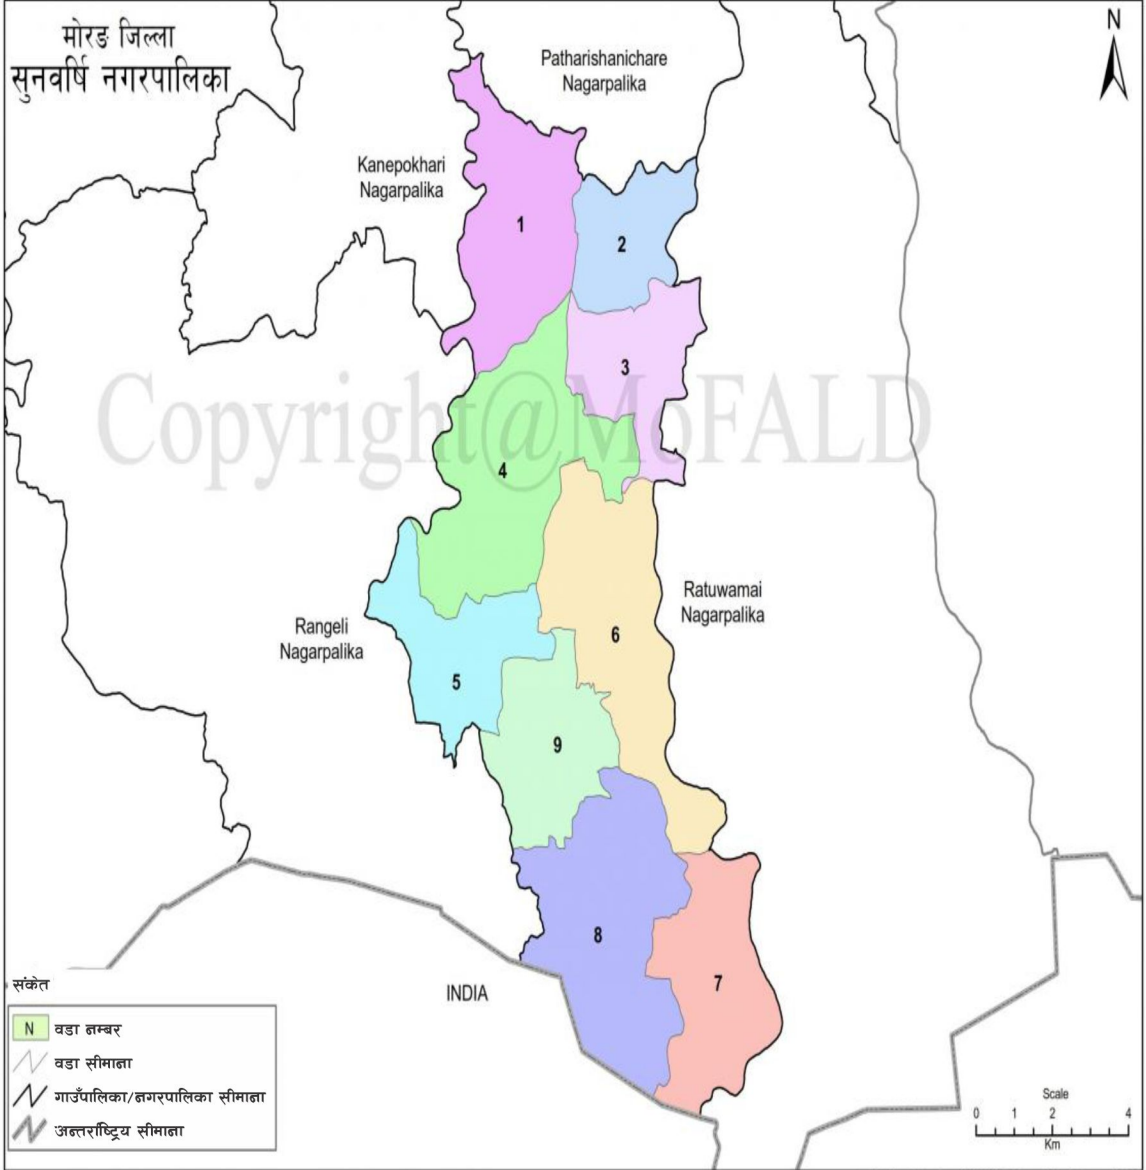 मोरङ जिल्ला
सुनवर्षि नगरपालिका
N
Patharishanichare
Nagarpalika
Kanepokhari
Nagarpalika
1
2
3
Copyright@MoFALD
4
Ratuwamai
Nagarpalika
Rangeli
Nagarpalika
6
5
9
8
7
INDIA
संकेत
N वडा नम्बर
वडा सीमाना
गाउँपालिका/नगरपालिका सीमाना
अन्तर्राष्ट्रिय सीमाना
Scale
0 1 2 4
Km